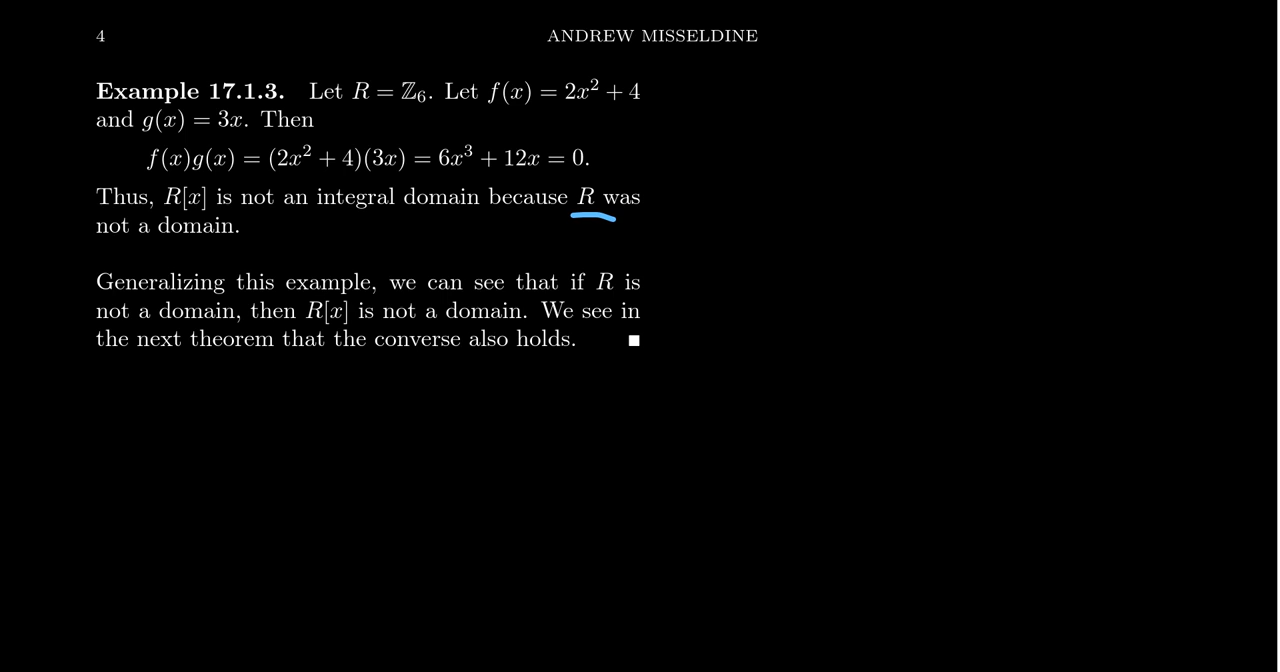 4 ANDREW MISSELDINE
Example 17.1.3. Let R = ℤ₆. Let f(x) = 2x² + 4
and g(x) = 3x. Then
f(x)g(x) = (2x² + 4)(3x) = 6x³ + 12x = 0.
Thus, R[x] is not an integral domain because R was
not a domain.
Generalizing this example, we can see that if R is
not a domain, then R[x] is not a domain. We see in
the next theorem that the converse also holds. ■